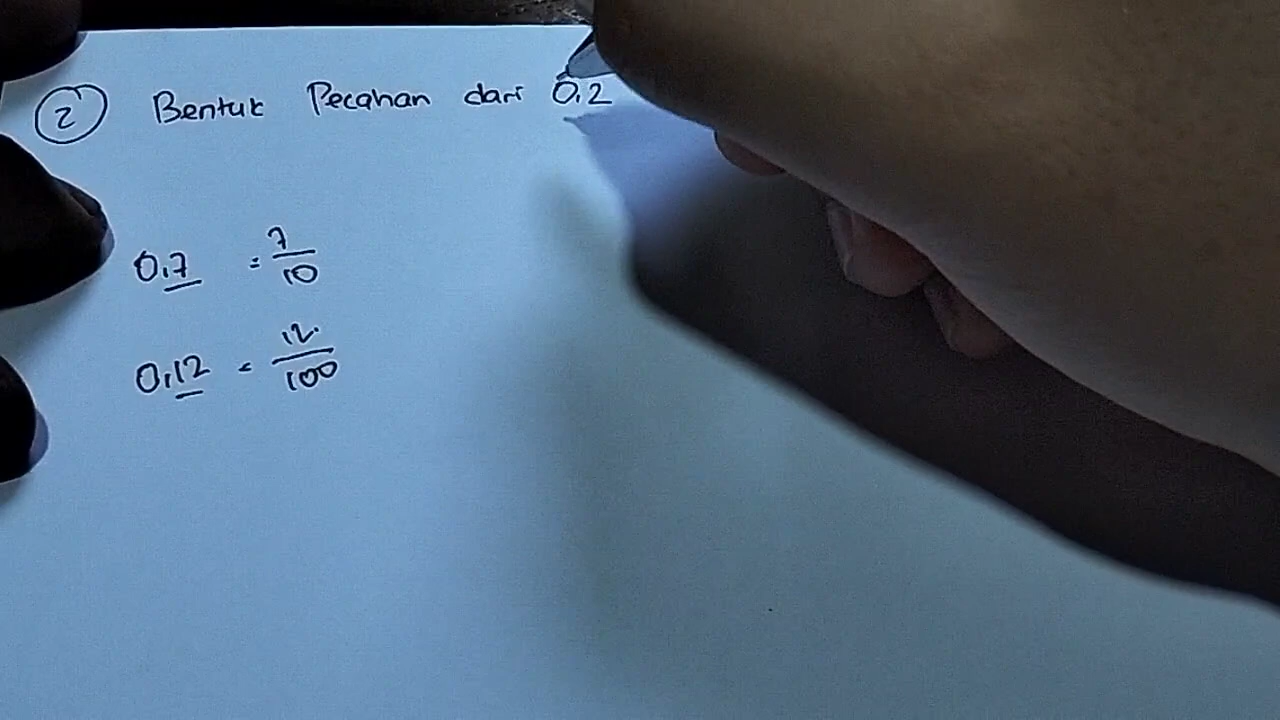 2 Bentuk Pecahan dari 0,2
0,7 = 7/10
0,12 = 12/100